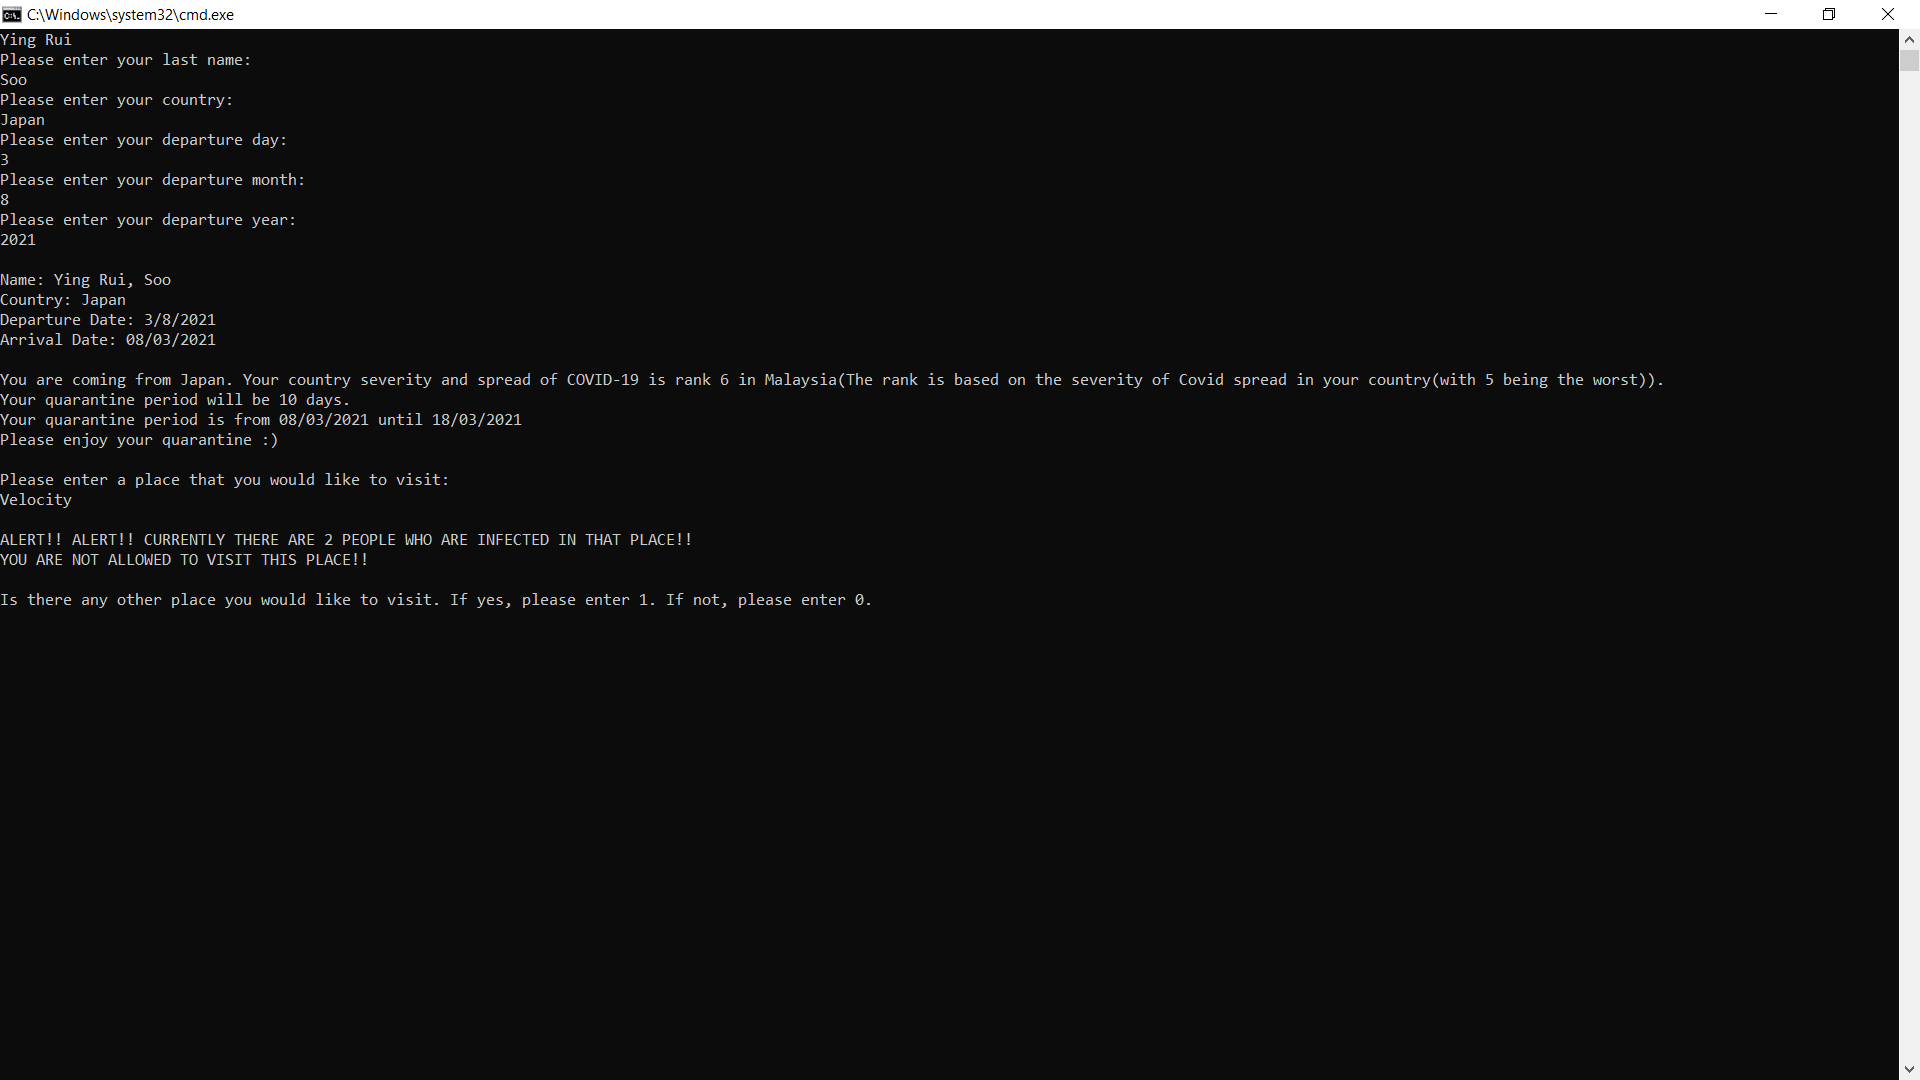 C:\Windows\system32\cmd.exe
Ying Rui
Please enter your last name:
Soo
Please enter your country:
Japan
Please enter your departure day:
3
Please enter your departure month:
8
Please enter your departure year:
2021
Name: Ying Rui, Soo
Country: Japan
Departure Date: 3/8/2021
Arrival Date: 08/03/2021
You are coming from Japan. Your country severity and spread of COVID-19 is rank 6 in Malaysia(The rank is based on the severity of Covid spread in your country(with 5 being the worst)).
Your quarantine period will be 10 days.
Your quarantine period is from 08/03/2021 until 18/03/2021
Please enjoy your quarantine :)
Please enter a place that you would like to visit:
Velocity
ALERT!! ALERT!! CURRENTLY THERE ARE 2 PEOPLE WHO ARE INFECTED IN THAT PLACE!!
YOU ARE NOT ALLOWED TO VISIT THIS PLACE!!
Is there any other place you would like to visit. If yes, please enter 1. If not, please enter 0.